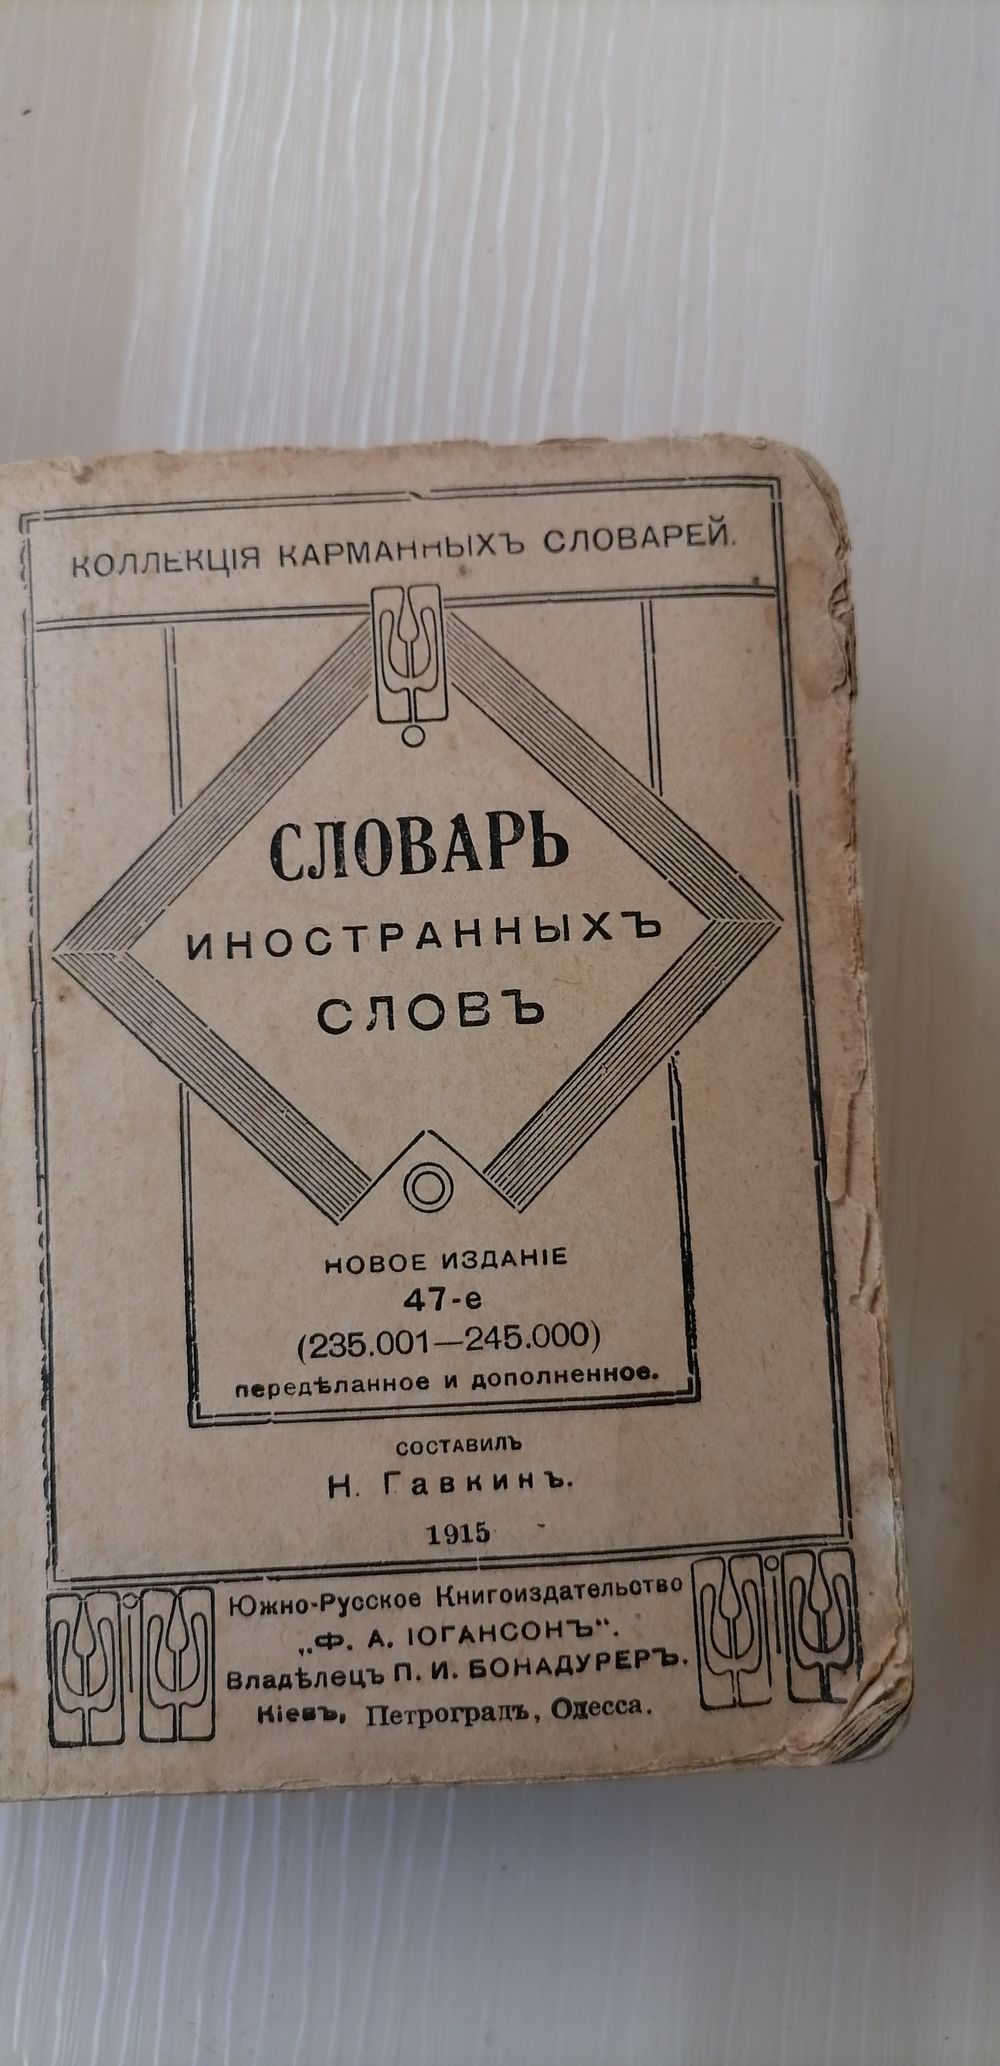 КОЛЛЕКЦІЯ КАРМАННЫХЪ СЛОВАРЕЙ.
СЛОВАРЬ
ИНОСТРАННЫХЪ
СЛОВЪ
НОВОЕ ИЗДАНІЕ
47-е
(235.001—245.000)
передѣланное и дополненное.
СОСТАВИЛЪ
Н. Гавкинъ.
1915
Южно-Русское Книгоиздательство
„Ф. А. ІОГАНСОНЪ“.
Владѣлецъ П. И. БОНАДУРЕРЪ.
Кіевъ, Петроградъ, Одесса.